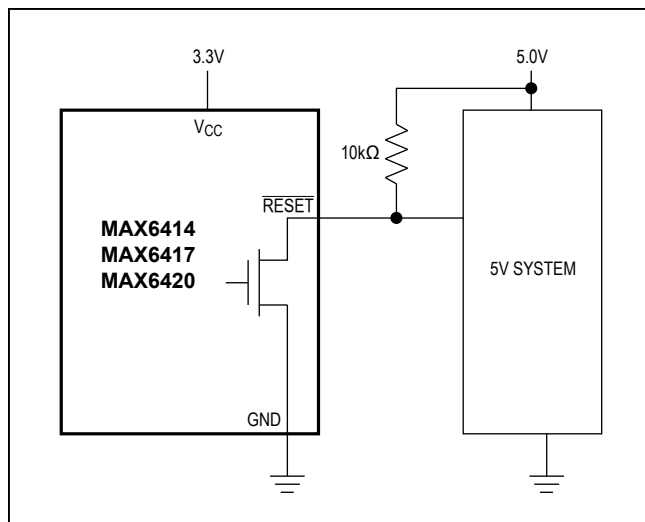 3.3V
5.0V
VCC
10kΩ
RESET
MAX6414
MAX6417
MAX6420
5V SYSTEM
GND